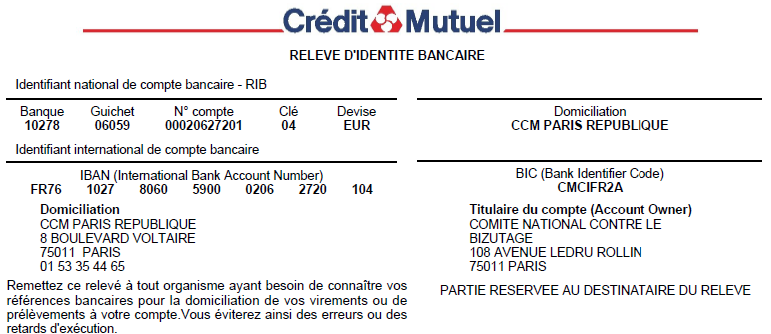 Crédit Mutuel
RELEVE D'IDENTITE BANCAIRE
Identifiant national de compte bancaire - RIB
Banque Guichet N° compte Clé Devise
10278 06059 00020627201 04 EUR
Domiciliation
CCM PARIS REPUBLIQUE
Identifiant international de compte bancaire
IBAN (International Bank Account Number)
FR76 1027 8060 5900 0206 2720 104
BIC (Bank Identifier Code)
CMCIFR2A
Domiciliation
CCM PARIS REPUBLIQUE
8 BOULEVARD VOLTAIRE
75011 PARIS
01 53 35 44 65
Titulaire du compte (Account Owner)
COMITE NATIONAL CONTRE LE
BIZUTAGE
108 AVENUE LEDRU ROLLIN
75011 PARIS
Remettez ce relevé à tout organisme ayant besoin de connaître vos
références bancaires pour la domiciliation de vos virements ou de
prélèvements à votre compte.Vous éviterez ainsi des erreurs ou des
retards d'exécution.
PARTIE RESERVEE AU DESTINATAIRE DU RELEVE